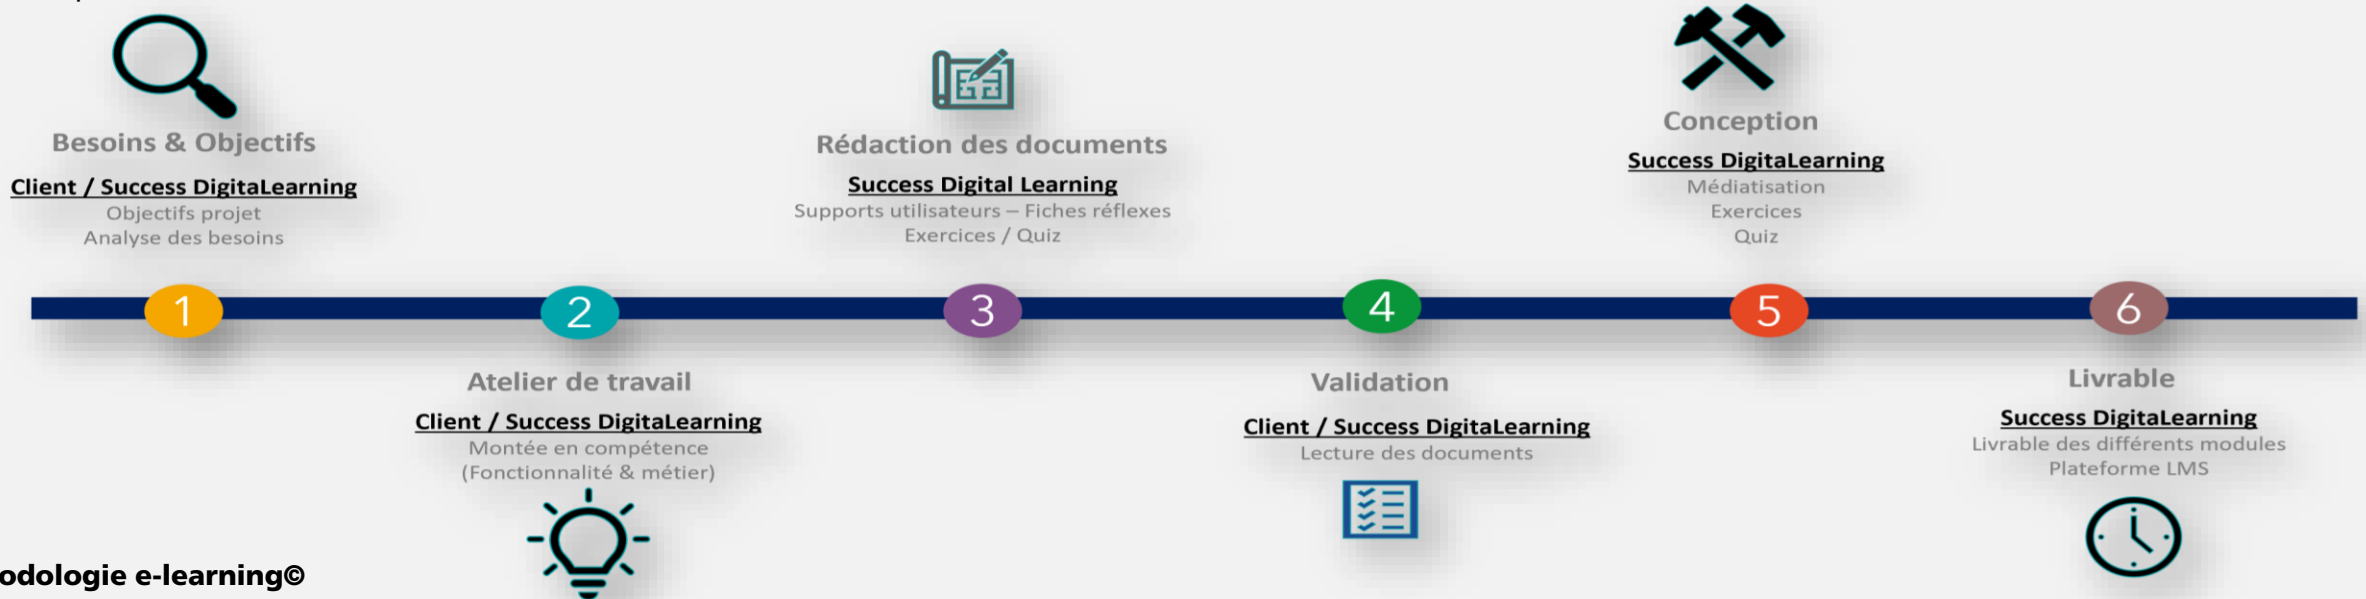 Besoins & Objectifs
Client / Success DigitaLearning
Objectifs projet
Analyse des besoins
Rédaction des documents
Success Digital Learning
Supports utilisateurs – Fiches réflexes
Exercices / Quiz
Conception
Success DigitaLearning
Médiatisation
Exercices
Quiz
1
2
3
4
5
6
Atelier de travail
Client / Success DigitaLearning
Montée en compétence
(Fonctionnalité & métier)
Validation
Client / Success DigitaLearning
Lecture des documents
Livrable
Success DigitaLearning
Livrable des différents modules
Plateforme LMS
odologie e-learning©